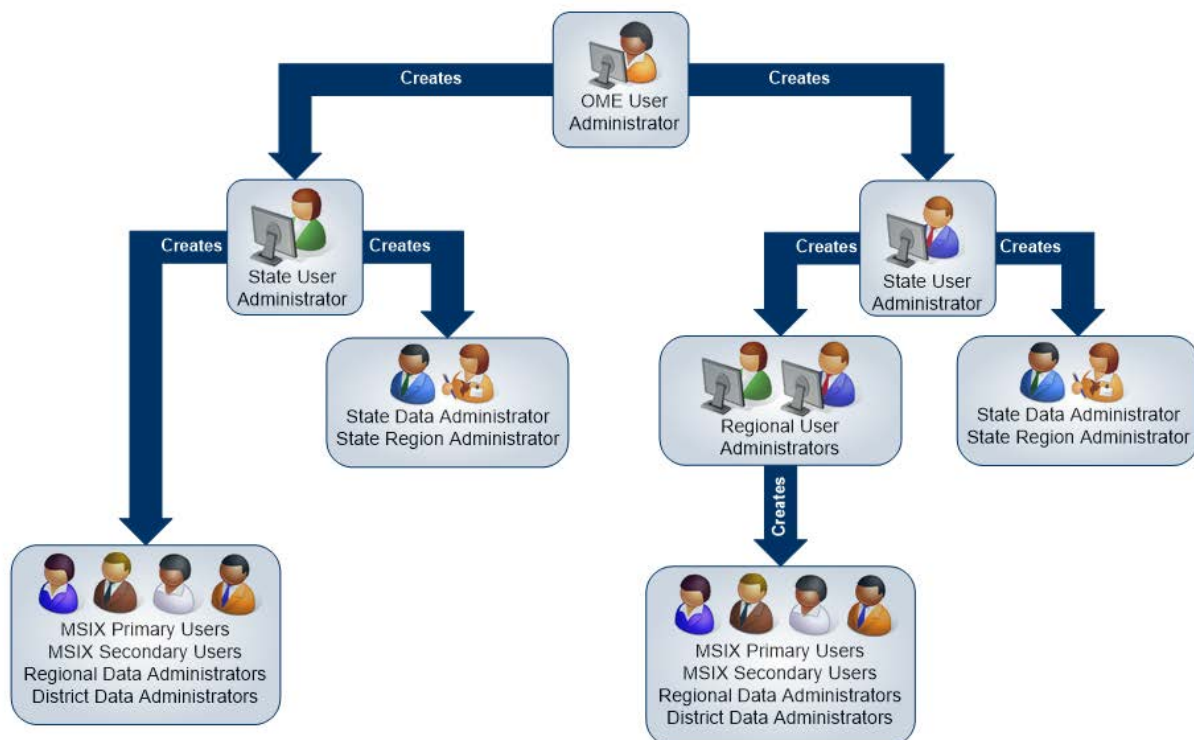 Creates
Creates
OME User
Administrator
Creates
Creates
State User
Administrator
Creates
Creates
State User
Administrator
State Data Administrator
State Region Administrator
Regional User
Administrators
State Data Administrator
State Region Administrator
Creates
MSIX Primary Users
MSIX Secondary Users
Regional Data Administrators
District Data Administrators
MSIX Primary Users
MSIX Secondary Users
Regional Data Administrators
District Data Administrators